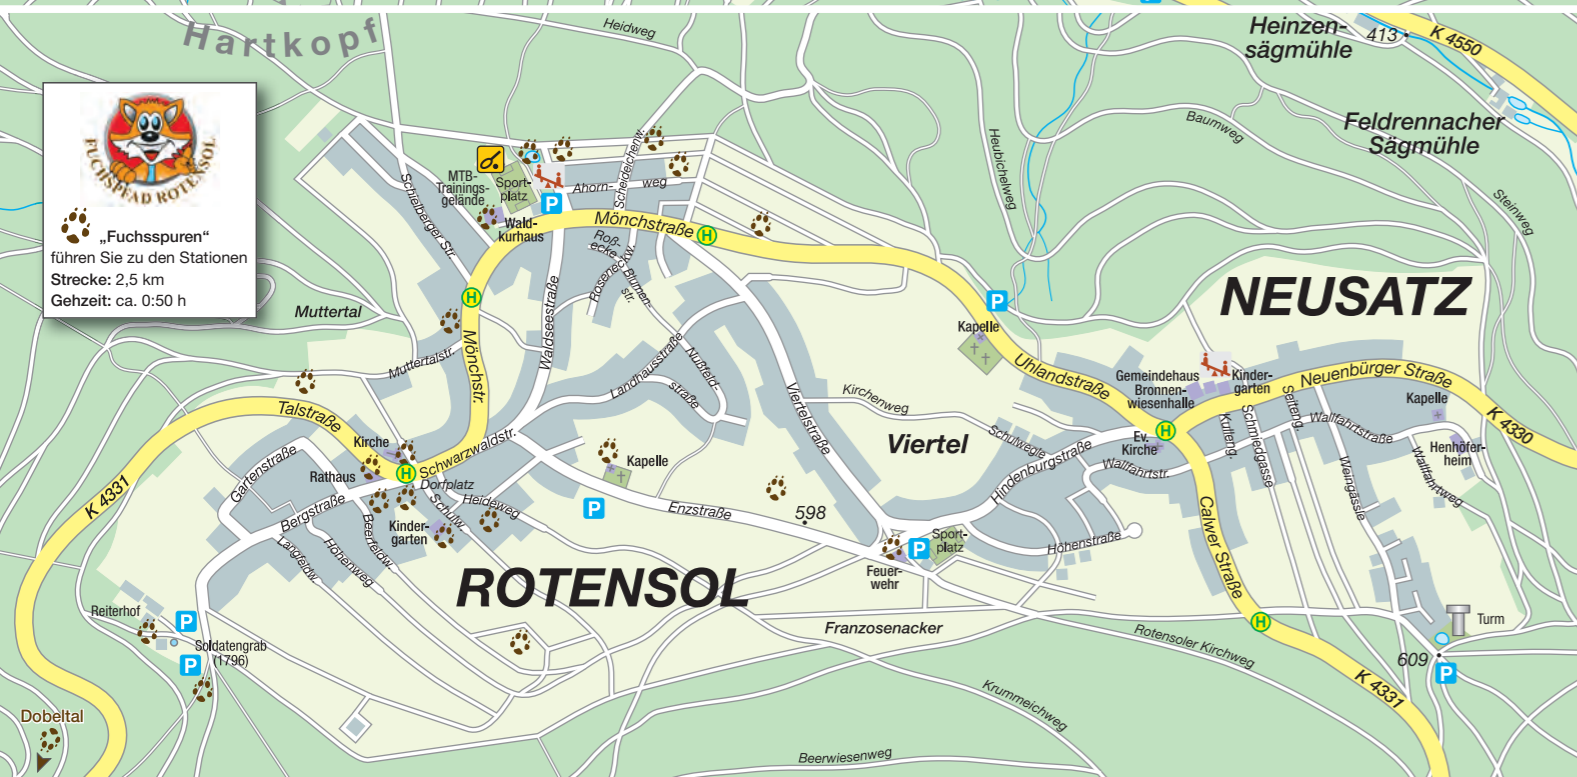 Hartkopf
Heidweg
P
Heinzen-
sägmühle
413
K 4550
Feldrennacher
Sägmühle
Baumweg
Steinweg
Heubichelweg
FUCHSPFAD ROTENSOL
„Fuchsspuren“
führen Sie zu den Stationen
Strecke: 2,5 km
Gehzeit: ca. 0:50 h
Schielberger Str.
MTB-
Trainings-
gelände
Sport-
platz
P
Wald-
kurhaus
Ahorn-
weg
Scheideichenw.
Mönchstraße
H
Roß-
ecke
Roseneckw.
Blumen-
str.
Waldseestraße
H
Mönchstr.
Muttertal
Muttertalstr.
Landhausstraße
Nußfeld-
straße
Viertelstraße
Kirchenweg
Viertel
P
Kapelle
Uhlandstraße
NEUSATZ
Gemeindehaus
Bronnen-
wiesenhalle
Kinder-
garten
Neuenbürger Straße
Kapelle
K 4330
Henhöfer-
heim
Wallfahrtstraße
Wallfahrtweg
Seiteng.
Schmiedgasse
Kulleng.
Weingässle
H
Ev.
Kirche
Wallfahrtstr.
Schulwegle
Hindenburgstraße
Höhenstraße
Calwer Straße
H
K 4331
Talstraße
K 4331
Kirche
Rathaus
H
Schwarzwaldstr.
Dorfplatz
Gartenstraße
Bergstraße
Schulw.
Heideweg
Kinder-
garten
Beerfeldw.
Höhenweg
Langfeldw.
Kapelle
P
Enzstraße
598
P
Sport-
platz
Feuer-
wehr
ROTENSOL
Reiterhof
P
Soldatengrab
(1796)
P
Dobeltal
Franzosenacker
Rotensoler Kirchweg
Krummeichweg
Beerwiesenweg
Turm
609
P